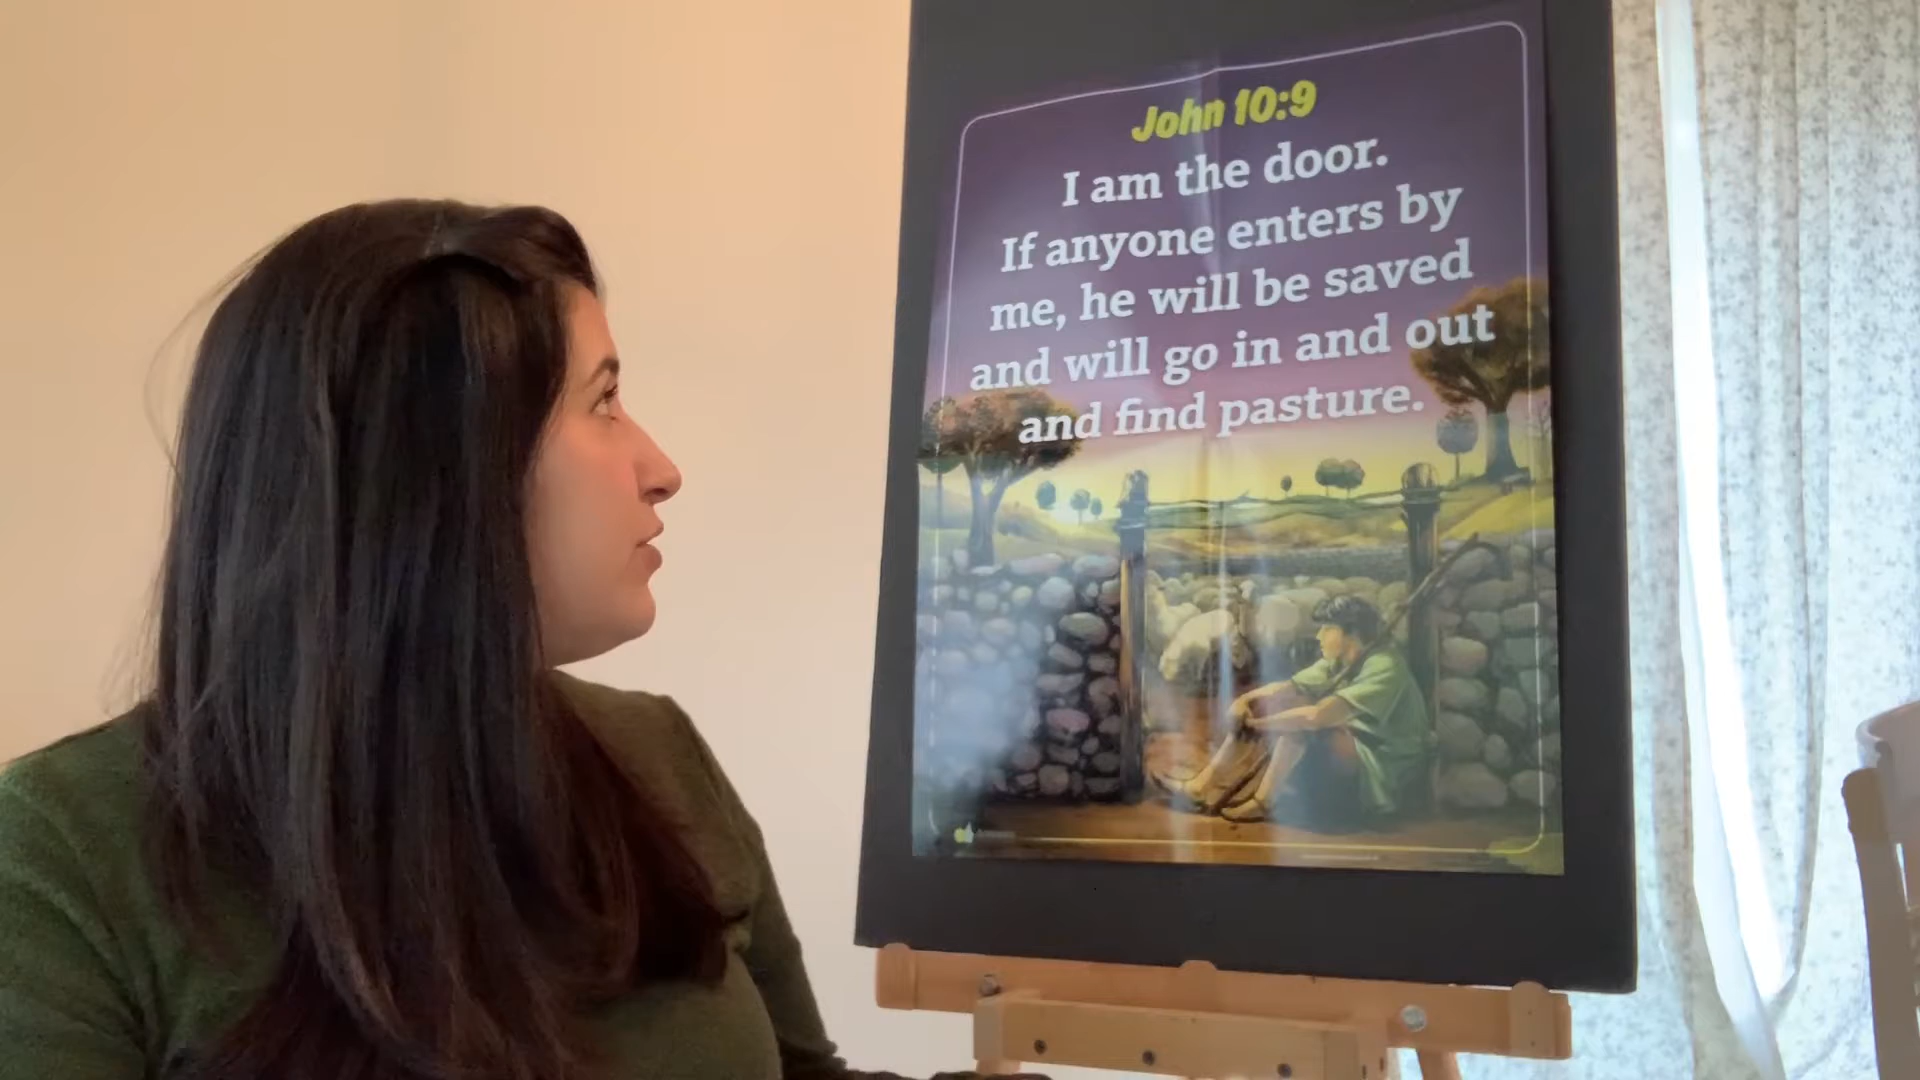 John 10:9
I am the door.
If anyone enters by
me, he will be saved
and will go in and out
and find pasture.